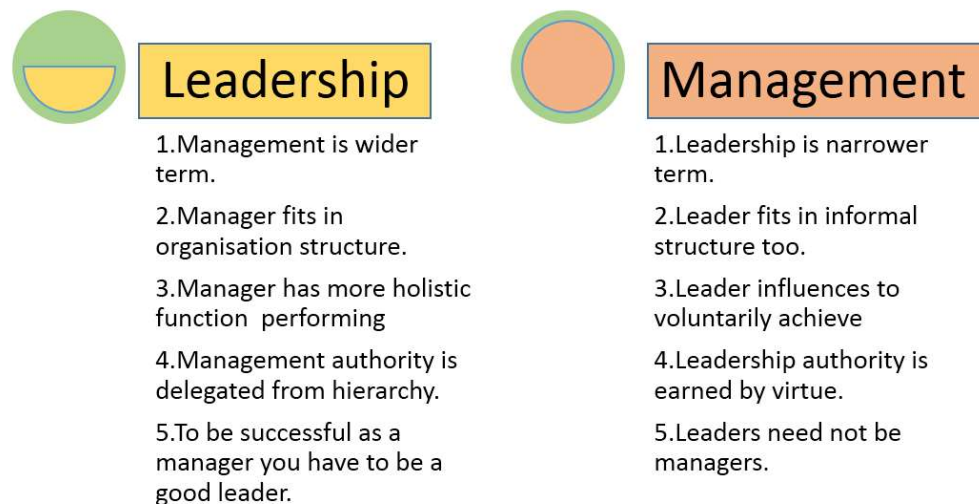 Leadership
1.Management is wider
term.
2.Manager fits in
organisation structure.
3.Manager has more holistic
function  performing
4.Management authority is
delegated from hierarchy.
5.To be successful as a
manager you have to be a
good leader.
Management
1.Leadership is narrower
term.
2.Leader fits in informal
structure too.
3.Leader influences to
voluntarily achieve
4.Leadership authority is
earned by virtue.
5.Leaders need not be
managers.